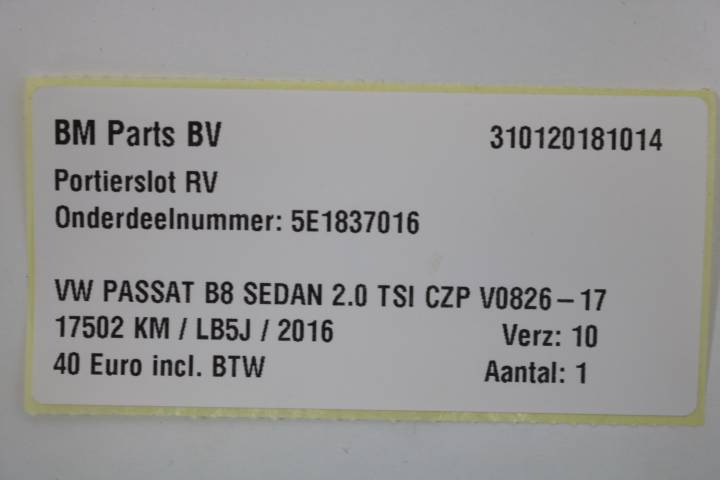 BM Parts BV 310120181014
Portierslot RV
Onderdeelnummer: 5E1837016
VW PASSAT B8 SEDAN 2.0 TSI CZP V0826-17
17502 KM / LB5J / 2016 Verz: 10
40 Euro incl. BTW Aantal: 1